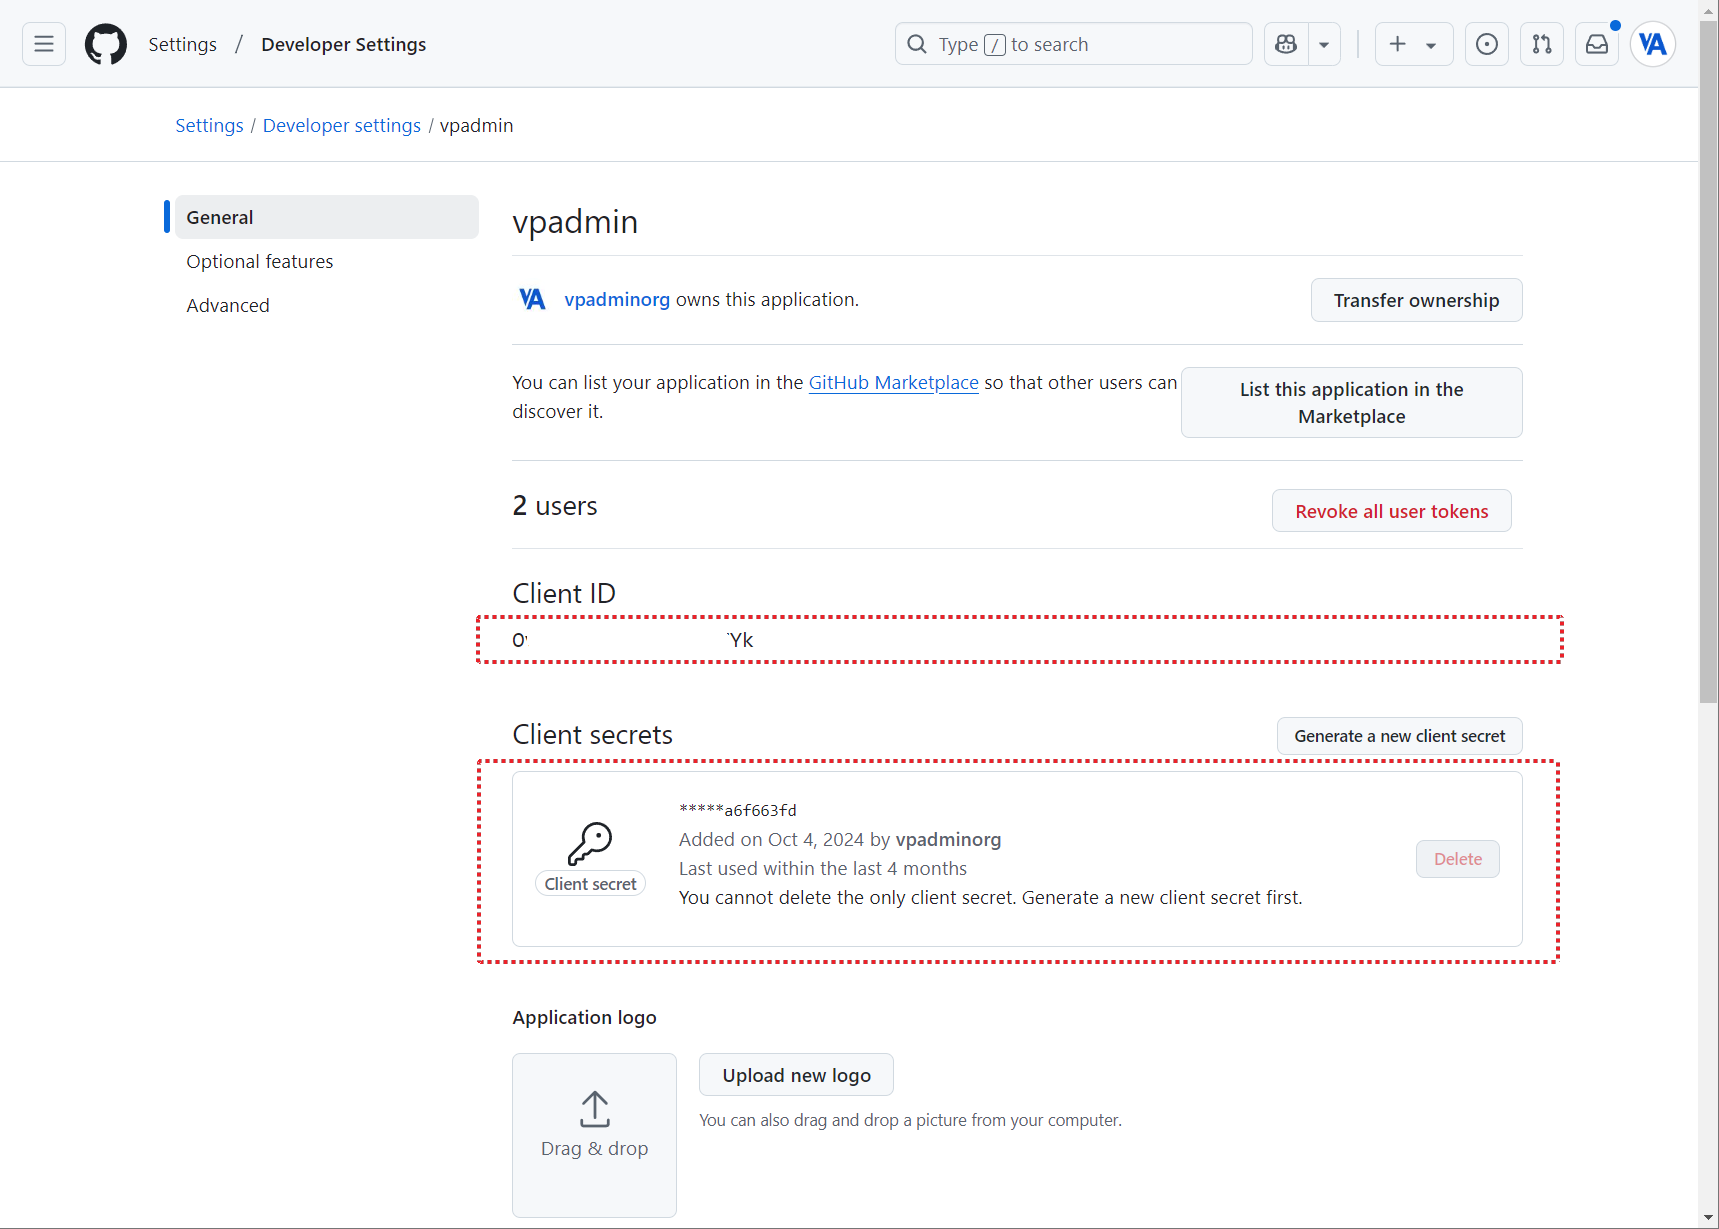 Settings / Developer Settings
Type / to search
VA
Settings / Developer settings / vpadmin
General
Optional features
Advanced
vpadmin
VA vpadminorg owns this application.
Transfer ownership
You can list your application in the GitHub Marketplace so that other users can
discover it.
List this application in the
Marketplace
2 users
Revoke all user tokens
Client ID
Yk
Client secrets
Generate a new client secret
*****a6f663fd
Added on Oct 4, 2024 by vpadminorg
Last used within the last 4 months
You cannot delete the only client secret. Generate a new client secret first.
Client secret
Delete
Application logo
Drag & drop
Upload new logo
You can also drag and drop a picture from your computer.